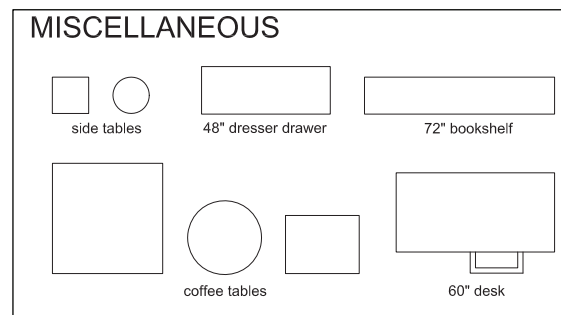 MISCELLANEOUS
side tables
48" dresser drawer
72" bookshelf
coffee tables
60" desk